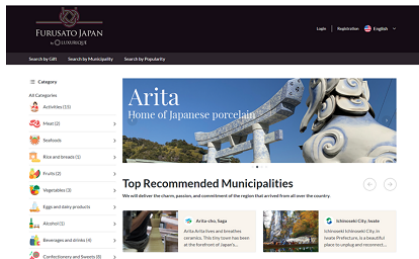 FURUSATO JAPAN
by LUXURIQUE
Login
Registration
English
Search by Gift
Search by Municipality
Search by Popularity
Category
All Categories
Activities (15)
Meat (2)
Seafoods
Rice and breads (1)
Fruits (2)
Vegetables (3)
Eggs and dairy products
Alcohol (1)
Beverages and drinks (4)
Confectionery and Sweets (8)
Arita
Home of Japanese porcelain
Top Recommended Municipalities
We will deliver the charm, passion, and commitment of the region that arrived from all over the country.
Arita-cho, Saga
Arita Arita lives and breathes
ceramics. This tiny town has been
at the forefront of Japan's...
Ichinoseki City, Iwate
Ichinoseki Ichinoseki City, in
Iwate Prefecture, is a beautiful
place to unplug and reconnect...